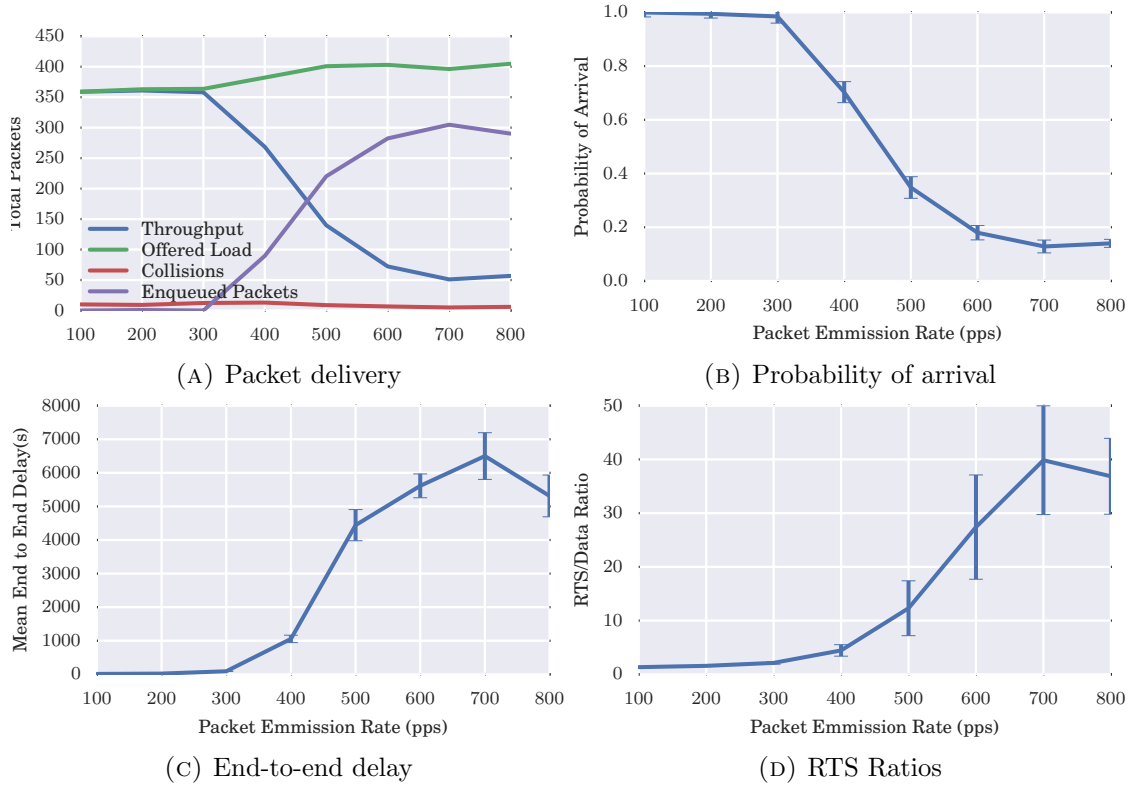 450
400
350
300
250
200
150
100
50
0
Total Packets
Throughput
Offered Load
Collisions
Enqueued Packets
100 200 300 400 500 600 700 800
(A) Packet delivery
1.0
0.8
0.6
0.4
0.2
0.0
Probability of Arrival
100 200 300 400 500 600 700 800
Packet Emmission Rate (pps)
(B) Probability of arrival
8000
7000
6000
5000
4000
3000
2000
1000
0
Mean End to End Delay(s)
100 200 300 400 500 600 700 800
Packet Emmission Rate (pps)
(C) End-to-end delay
50
40
30
20
10
0
RTS/Data Ratio
100 200 300 400 500 600 700 800
Packet Emmission Rate (pps)
(D) RTS Ratios